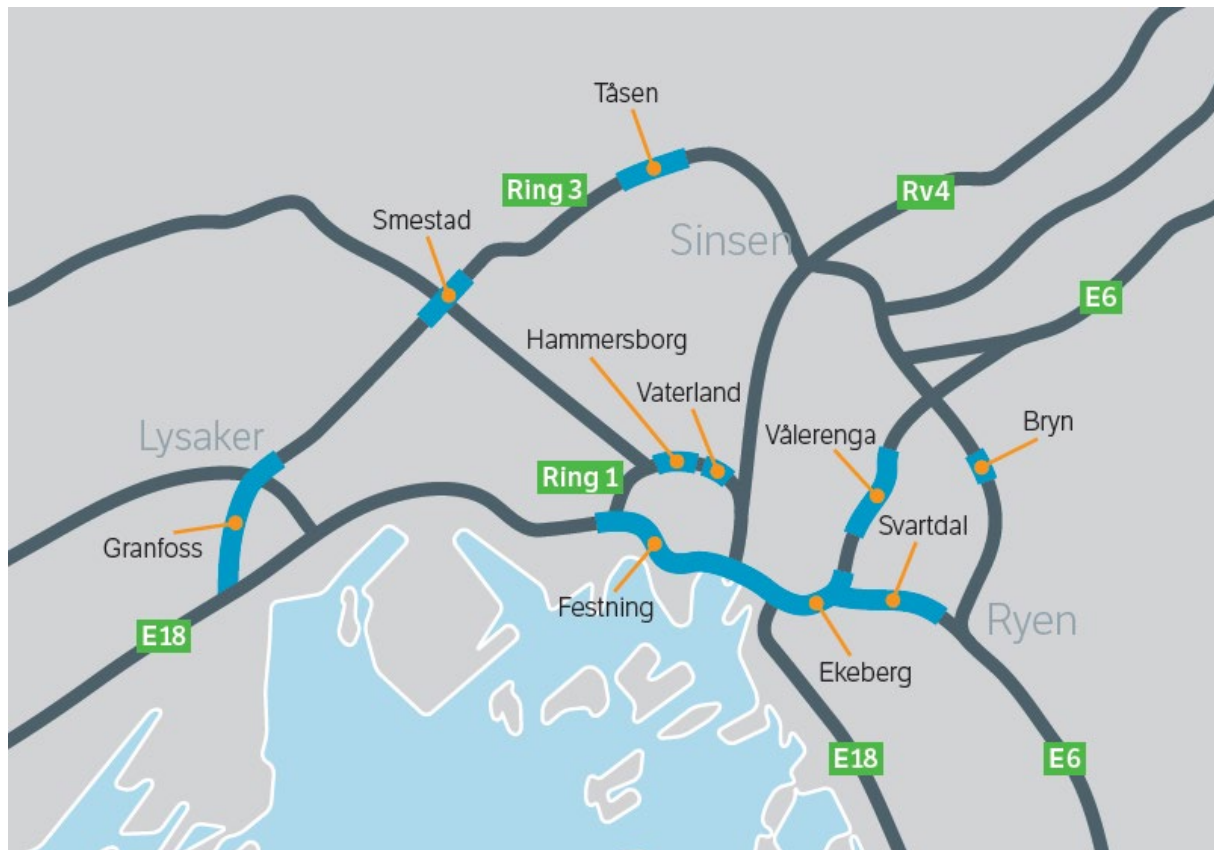 Tåsen
Ring 3
Rv4
Smestad
Sinsen
E6
Hammersborg
Vaterland
Lysaker
Vålerenga
Bryn
Ring 1
Svartdal
Granfoss
Festning
Ryen
E18
Ekeberg
E18
E6